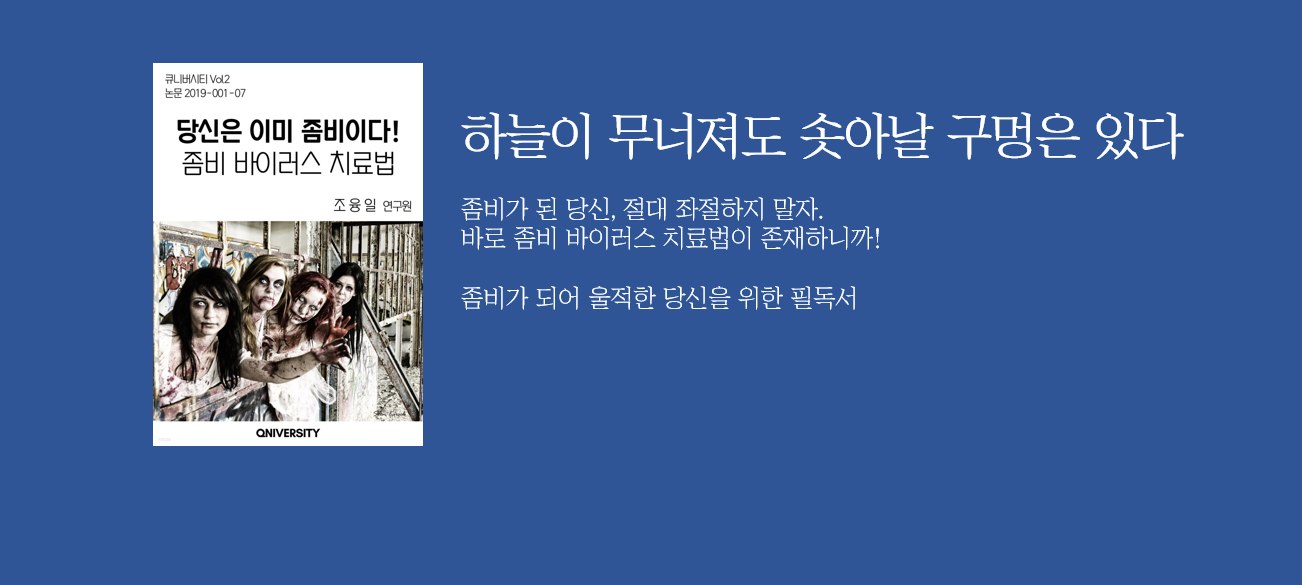 큐니버시티 Vol.2
논문 2019-001-07
당신은 이미 좀비이다!
좀비 바이러스 치료법
조융일 연구원
QNIVERSITY
하늘이 무너져도 솟아날 구멍은 있다
좀비가 된 당신, 절대 좌절하지 말자.
바로 좀비 바이러스 치료법이 존재하니까!
좀비가 되어 울적한 당신을 위한 필독서